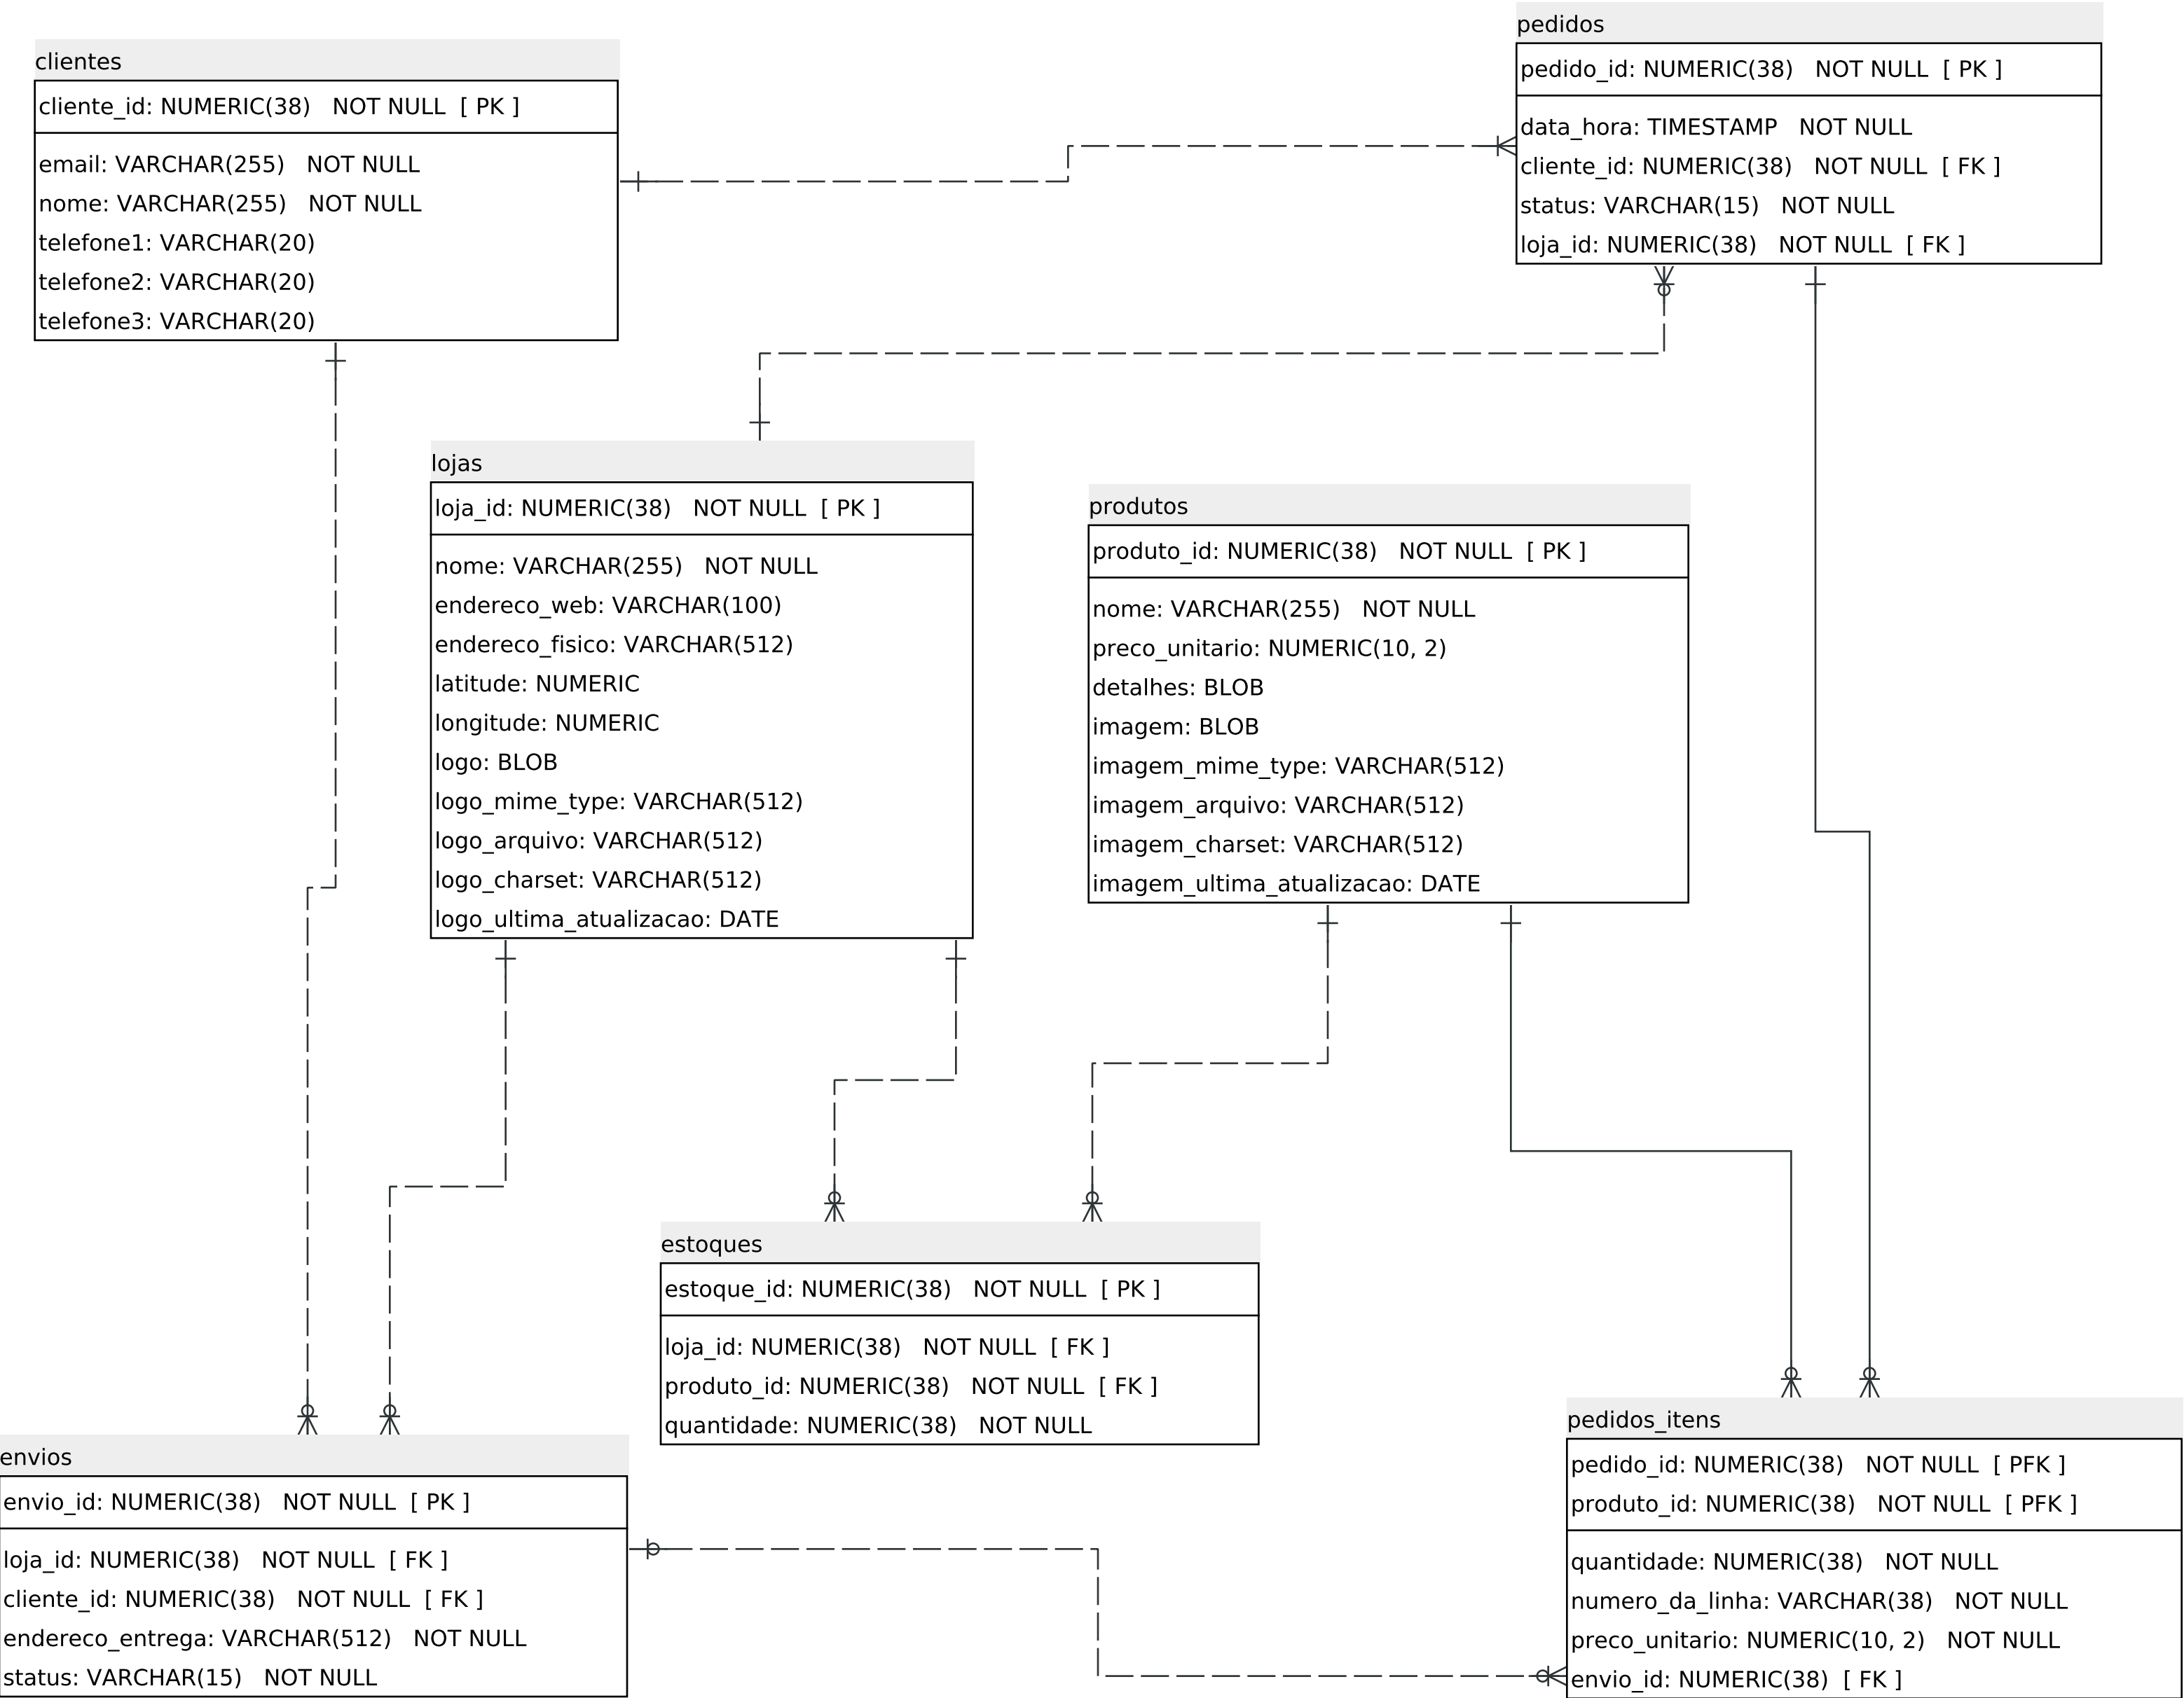 clientes
cliente_id: NUMERIC(38) NOT NULL [ PK ]
email: VARCHAR(255) NOT NULL
nome: VARCHAR(255) NOT NULL
telefone1: VARCHAR(20)
telefone2: VARCHAR(20)
telefone3: VARCHAR(20)
pedidos
pedido_id: NUMERIC(38) NOT NULL [ PK ]
data_hora: TIMESTAMP NOT NULL
cliente_id: NUMERIC(38) NOT NULL [ FK ]
status: VARCHAR(15) NOT NULL
loja_id: NUMERIC(38) NOT NULL [ FK ]
lojas
loja_id: NUMERIC(38) NOT NULL [ PK ]
nome: VARCHAR(255) NOT NULL
endereco_web: VARCHAR(100)
endereco_fisico: VARCHAR(512)
latitude: NUMERIC
longitude: NUMERIC
logo: BLOB
logo_mime_type: VARCHAR(512)
logo_arquivo: VARCHAR(512)
logo_charset: VARCHAR(512)
logo_ultima_atualizacao: DATE
produtos
produto_id: NUMERIC(38) NOT NULL [ PK ]
nome: VARCHAR(255) NOT NULL
preco_unitario: NUMERIC(10, 2)
detalhes: BLOB
imagem: BLOB
imagem_mime_type: VARCHAR(512)
imagem_arquivo: VARCHAR(512)
imagem_charset: VARCHAR(512)
imagem_ultima_atualizacao: DATE
estoques
estoque_id: NUMERIC(38) NOT NULL [ PK ]
loja_id: NUMERIC(38) NOT NULL [ FK ]
produto_id: NUMERIC(38) NOT NULL [ FK ]
quantidade: NUMERIC(38) NOT NULL
envios
envio_id: NUMERIC(38) NOT NULL [ PK ]
loja_id: NUMERIC(38) NOT NULL [ FK ]
cliente_id: NUMERIC(38) NOT NULL [ FK ]
endereco_entrega: VARCHAR(512) NOT NULL
status: VARCHAR(15) NOT NULL
pedidos_itens
pedido_id: NUMERIC(38) NOT NULL [ PFK ]
produto_id: NUMERIC(38) NOT NULL [ PFK ]
quantidade: NUMERIC(38) NOT NULL
numero_da_linha: VARCHAR(38) NOT NULL
preco_unitario: NUMERIC(10, 2) NOT NULL
envio_id: NUMERIC(38) [ FK ]